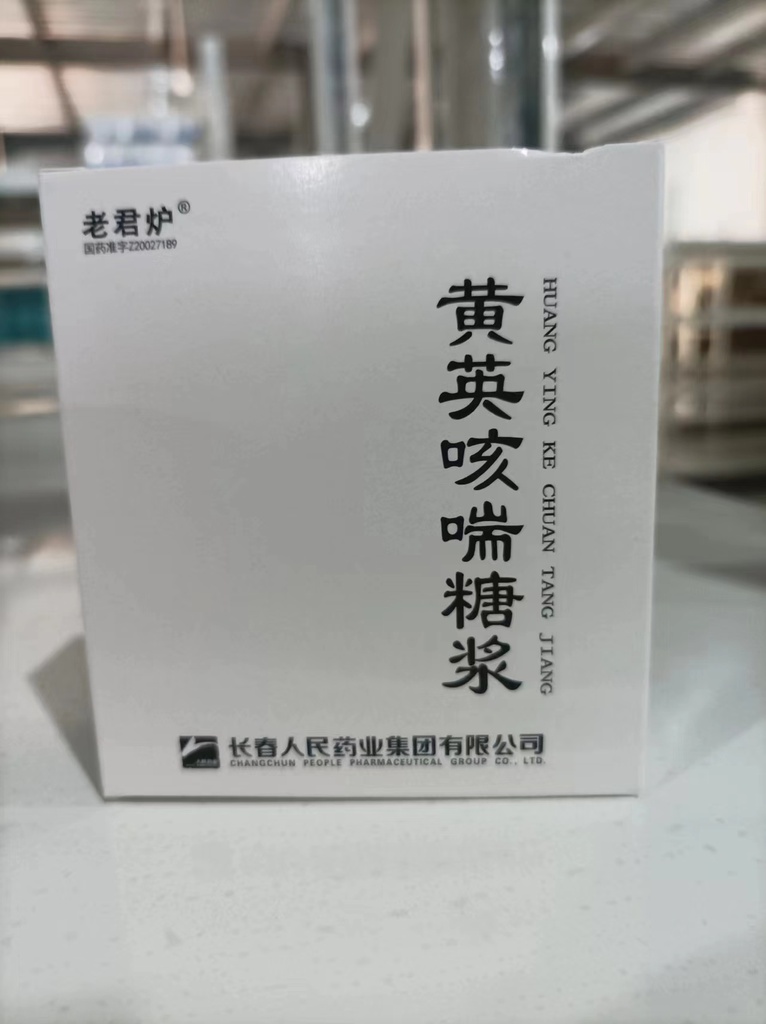 老君炉®
国药准字Z20027189
黄英咳喘糖浆
HUANG YING KE CHUAN TANG JIANG
长春人民药业集团有限公司
CHANGCHUN PEOPLE PHARMACEUTICAL GROUP CO., LTD.